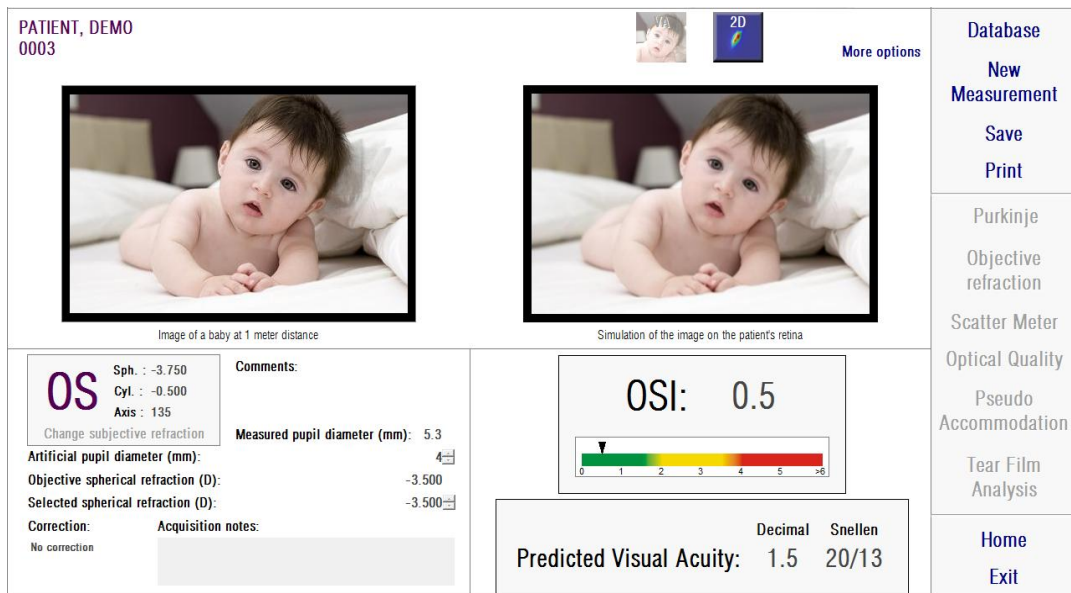 PATIENT, DEMO
0003
VA
2D
More options
Image of a baby at 1 meter distance
Simulation of the image on the patient's retina
OS
Sph. : -3.750
Cyl. : -0.500
Axis : 135
Change subjective refraction
Comments:
Measured pupil diameter (mm): 5.3
Artificial pupil diameter (mm): 4
Objective spherical refraction (D): -3.500
Selected spherical refraction (D): -3.500
Correction:
No correction
Acquisition notes:
OSI: 0.5
0 1 2 3 4 5 >6
Decimal Snellen
Predicted Visual Acuity: 1.5 20/13
Database
New
Measurement
Save
Print
Purkinje
Objective
refraction
Scatter Meter
Optical Quality
Pseudo
Accommodation
Tear Film
Analysis
Home
Exit